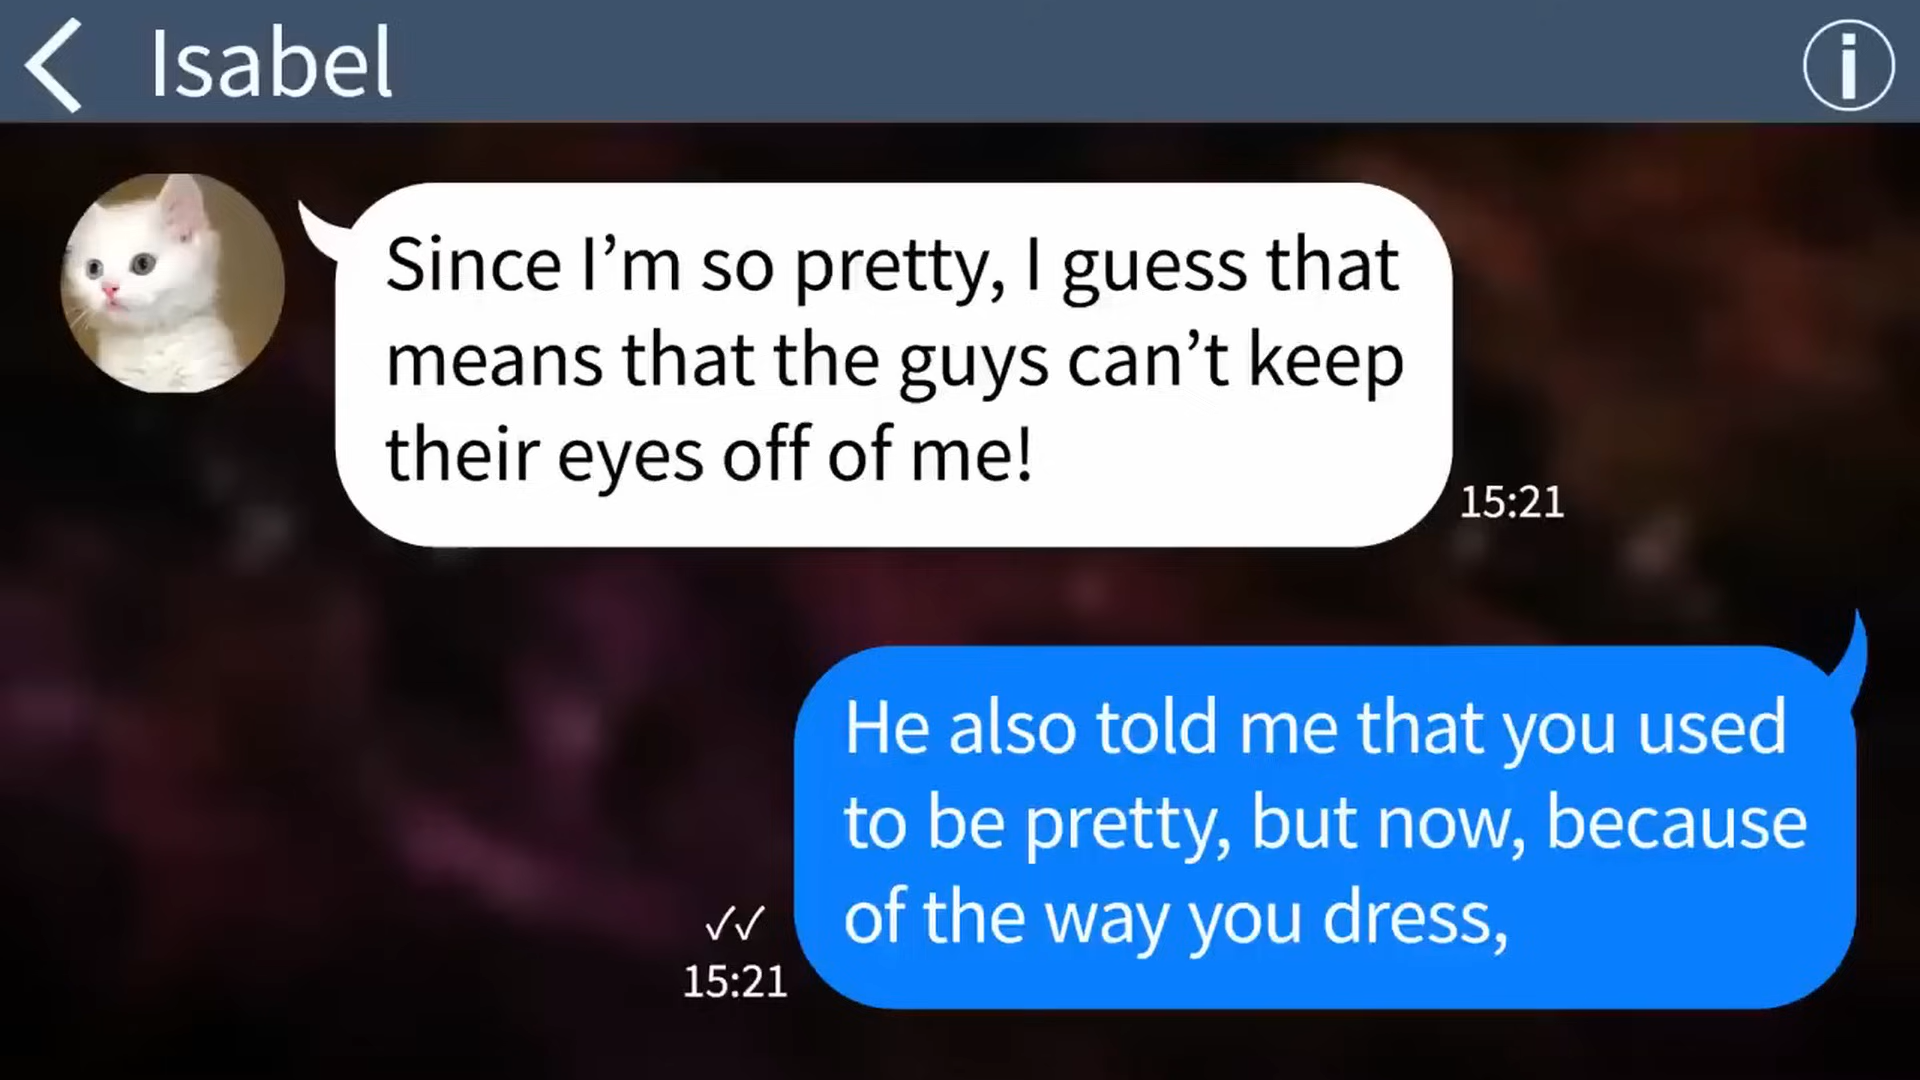 Isabel
Since I’m so pretty, I guess that
means that the guys can’t keep
their eyes off of me!
15:21
He also told me that you used
to be pretty, but now, because
of the way you dress,
15:21